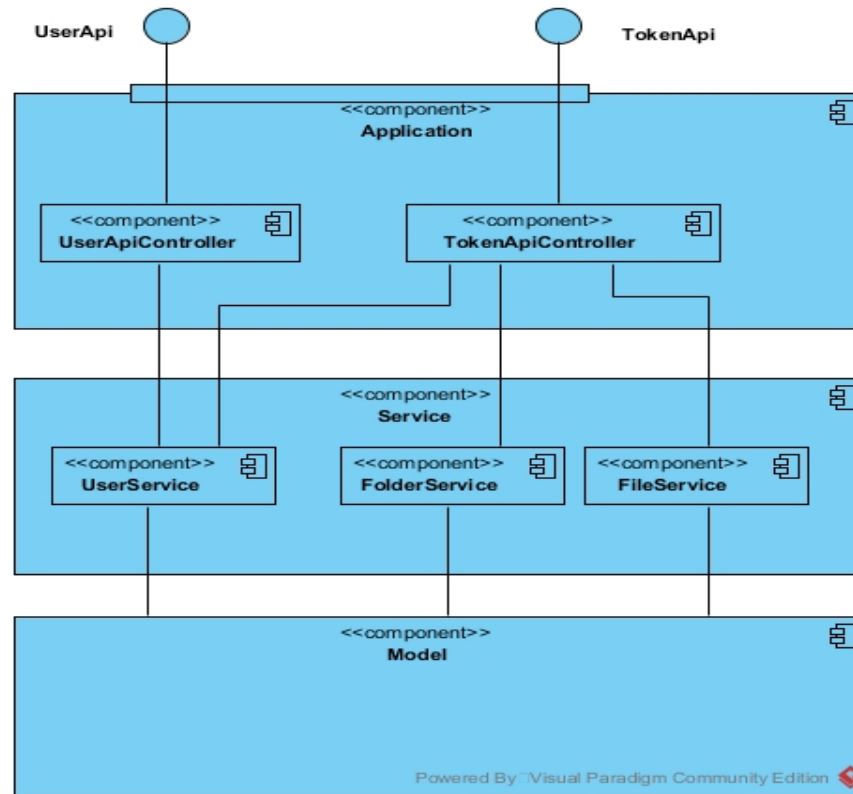 UserApi
TokenApi
<<component>>
Application
<<component>>
UserApiController
<<component>>
TokenApiController
<<component>>
Service
<<component>>
UserService
<<component>>
FolderService
<<component>>
FileService
<<component>>
Model
Powered By Visual Paradigm Community Edition